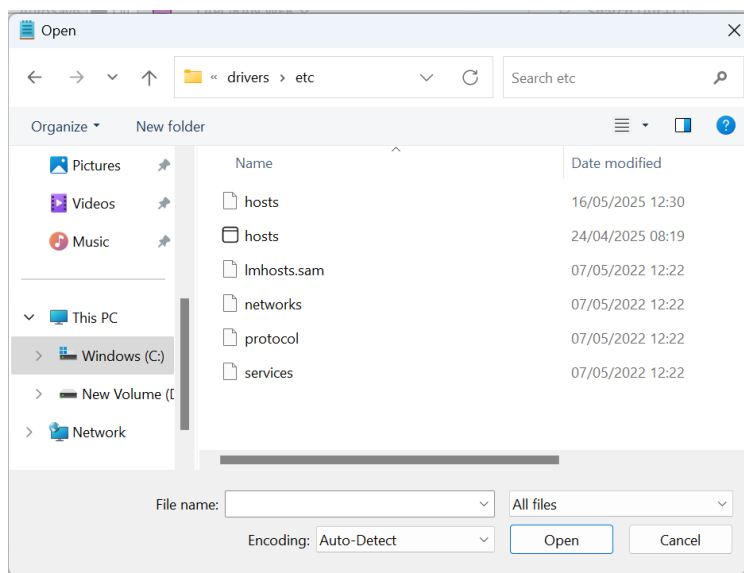 Open
« drivers > etc
Search etc
Organize
New folder
Name
Date modified
Pictures
Videos
Music
This PC
Windows (C:)
New Volume (D
Network
hosts 16/05/2025 12:30
hosts 24/04/2025 08:19
lmhosts.sam 07/05/2022 12:22
networks 07/05/2022 12:22
protocol 07/05/2022 12:22
services 07/05/2022 12:22
File name:
All files
Encoding: Auto-Detect
Open
Cancel